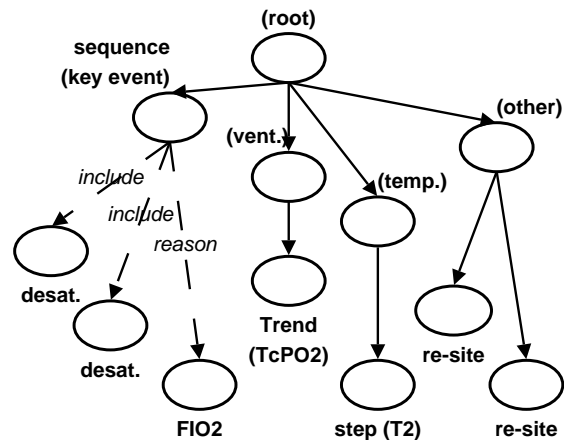 (root)
sequence
(key event)
(other)
(vent.)
(temp.)
include
include
reason
desat.
Trend
(TcPO2)
desat.
re-site
FIO2
step (T2)
re-site